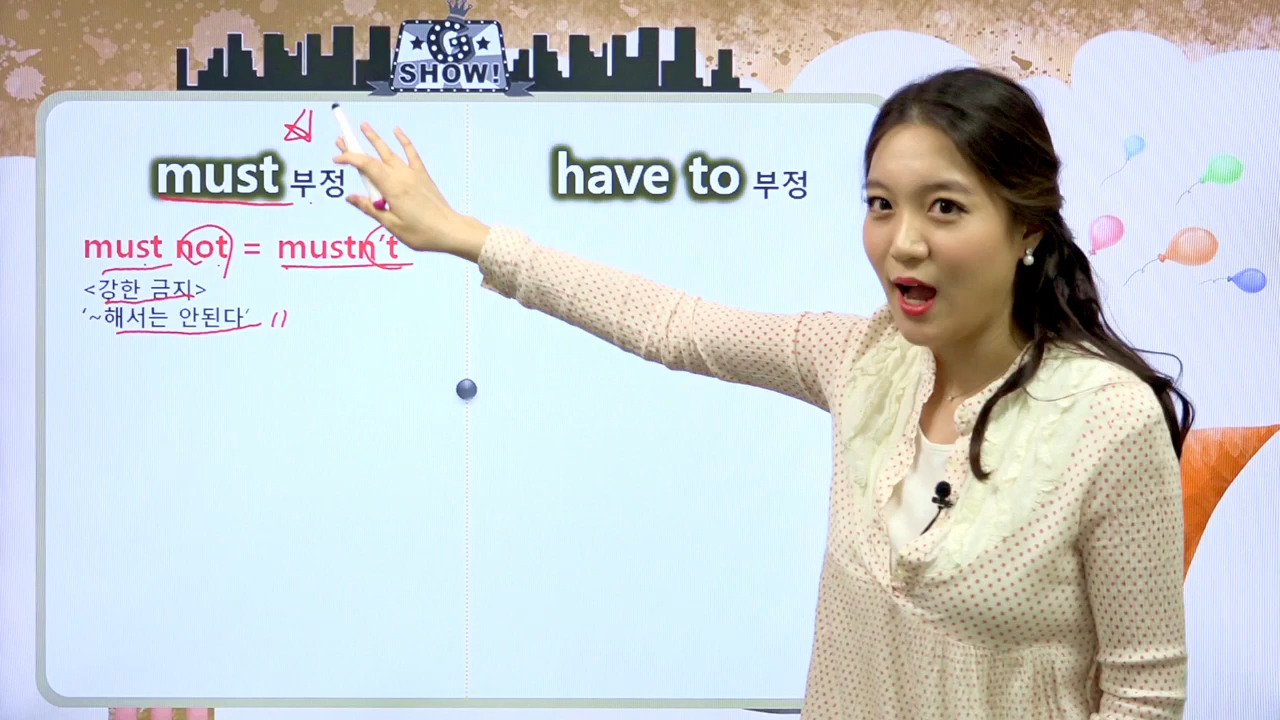 G
SHOW!
must 부정
must not = mustn't
<강한 금지>
'~해서는 안된다'
have to 부정